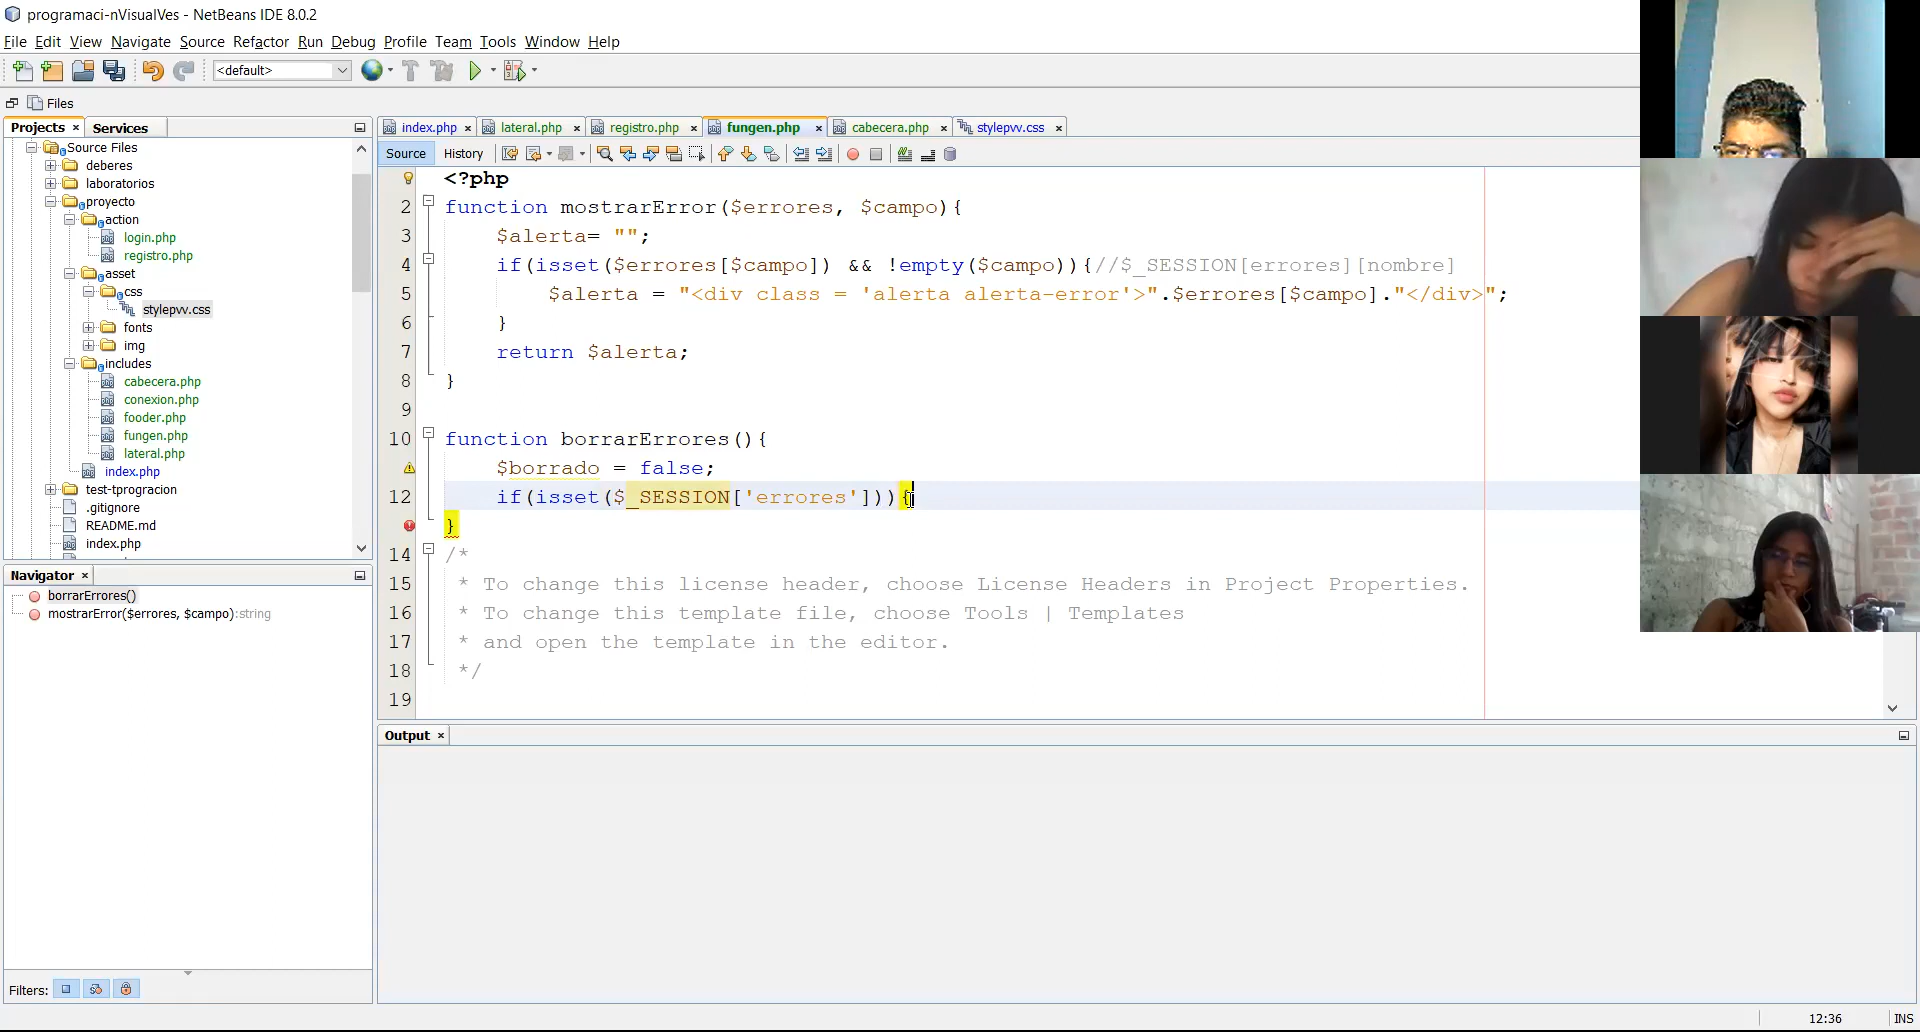 programaci-nVisualVes - NetBeans IDE 8.0.2
File Edit View Navigate Source Refactor Run Debug Profile Team Tools Window Help
<default>
Files
Projects Services
Source Files
deberes
laboratorios
proyecto
action
login.php
registro.php
asset
css
stylepvv.css
fonts
img
includes
cabecera.php
conexion.php
fooder.php
fungen.php
lateral.php
index.php
test-tprogracion
.gitignore
README.md
index.php
Navigator
borrarErrores()
mostrarError($errores, $campo):string
Filters:
index.php lateral.php registro.php fungen.php cabecera.php stylepvv.css
Source History
<?php
2 function mostrarError($errores, $campo){
3 $alerta= "";
4 if(isset($errores[$campo]) && !empty($campo)){//$_SESSION[errores][nombre]
5 $alerta = "<div class = 'alerta alerta-error'>".$errores[$campo]."</div>";
6 }
7 return $alerta;
8 }
9
10 function borrarErrores(){
$borrado = false;
12 if(isset($_SESSION['errores'])){
}
14 /*
15 * To change this license header, choose License Headers in Project Properties.
16 * To change this template file, choose Tools | Templates
17 * and open the template in the editor.
18 */
19
Output
12:36 INS